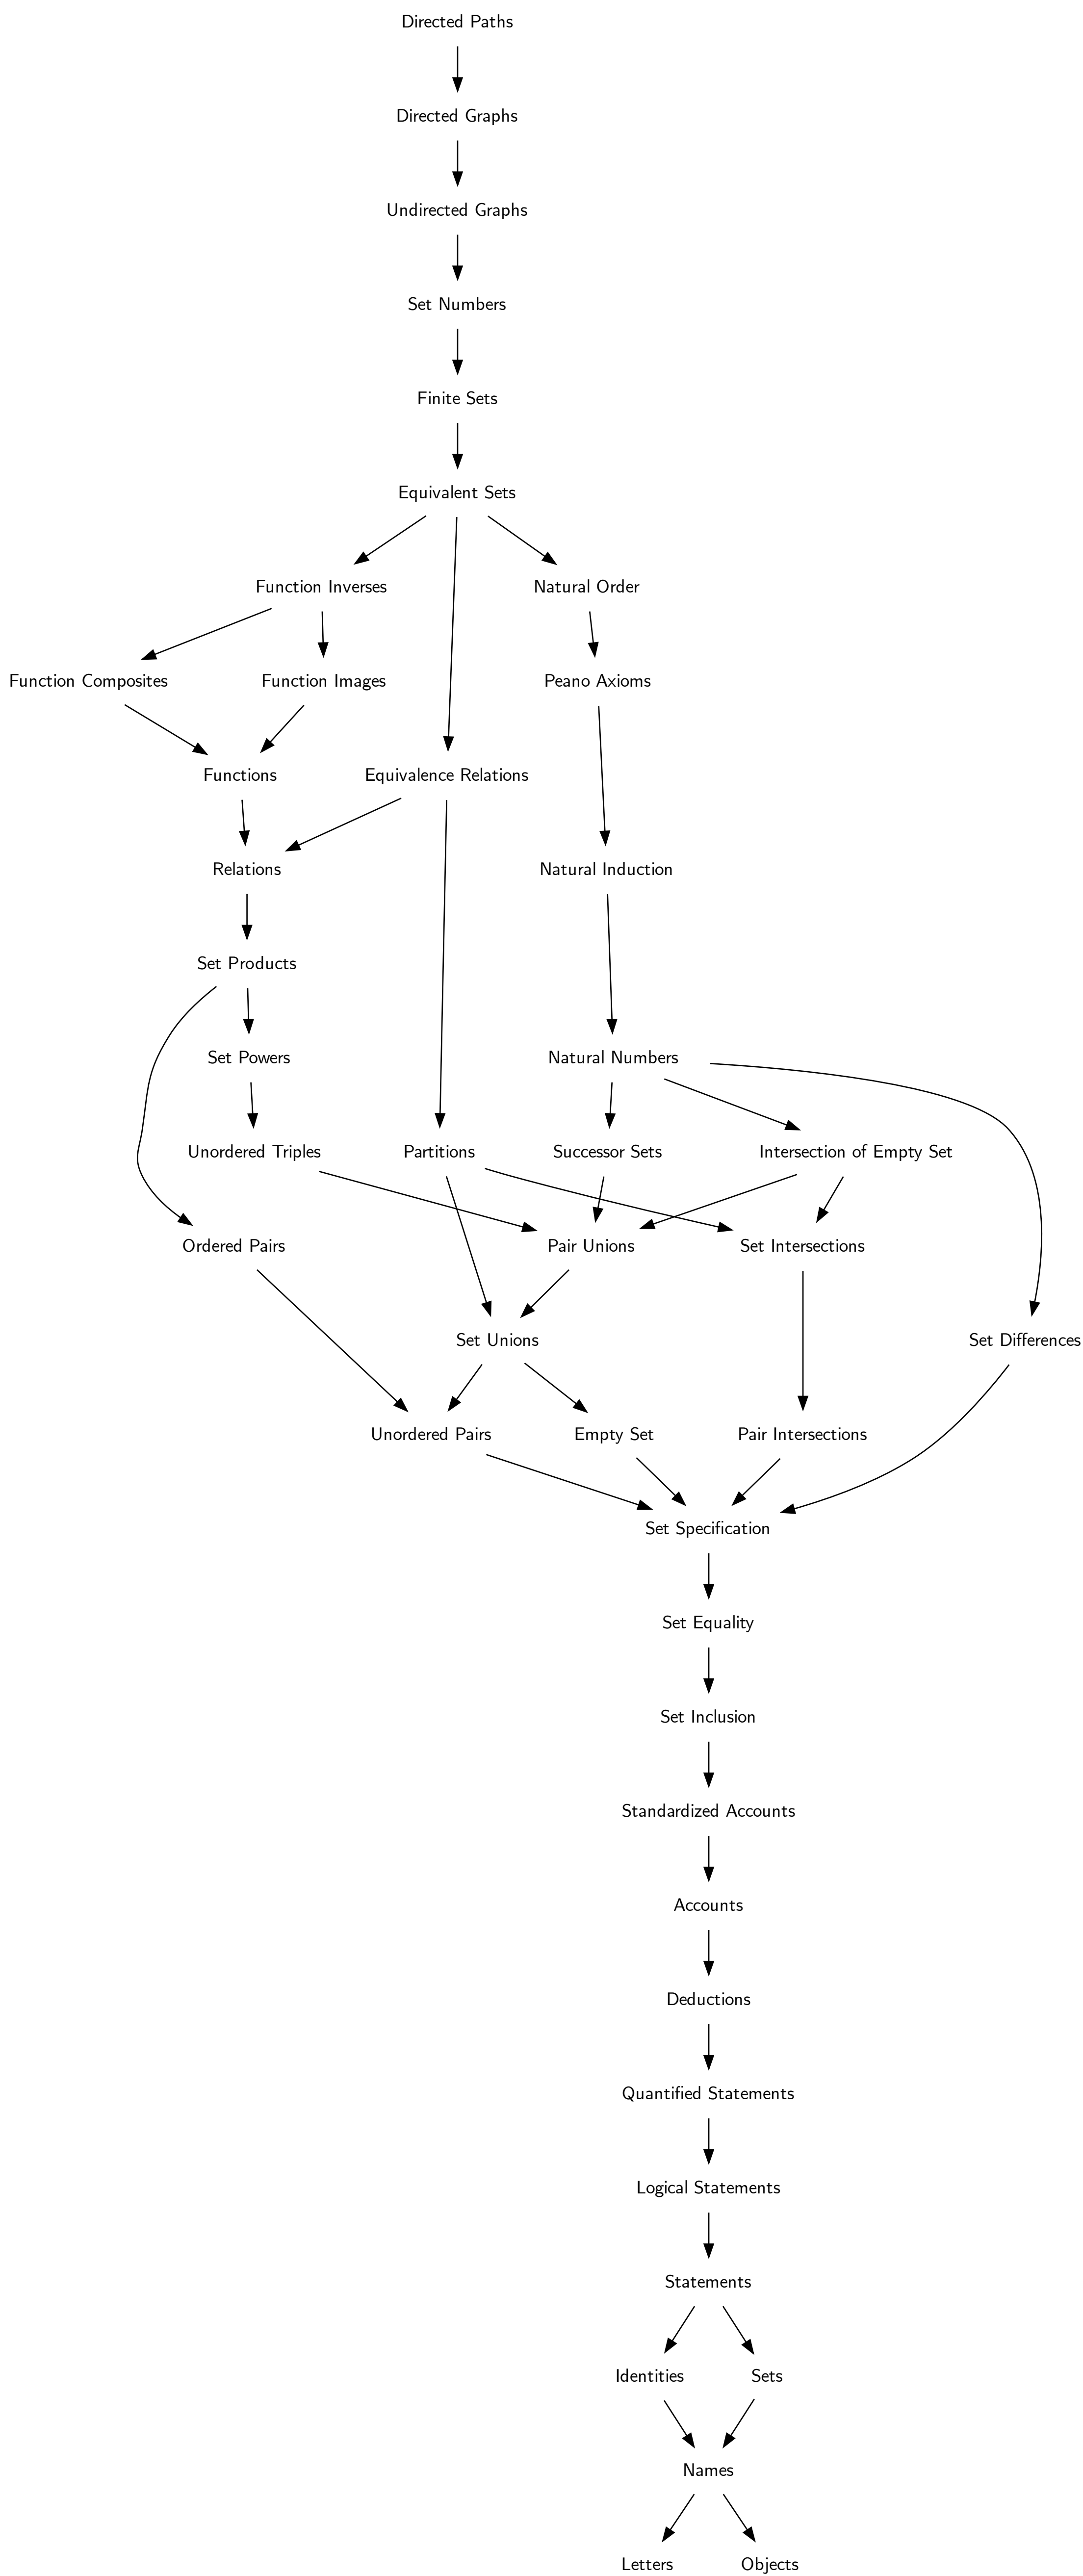 Directed Paths
Directed Graphs
Undirected Graphs
Set Numbers
Finite Sets
Equivalent Sets
Function Inverses
Natural Order
Function Composites
Function Images
Peano Axioms
Functions
Equivalence Relations
Relations
Natural Induction
Set Products
Set Powers
Natural Numbers
Unordered Triples
Partitions
Successor Sets
Intersection of Empty Set
Ordered Pairs
Pair Unions
Set Intersections
Set Unions
Set Differences
Unordered Pairs
Empty Set
Pair Intersections
Set Specification
Set Equality
Set Inclusion
Standardized Accounts
Accounts
Deductions
Quantified Statements
Logical Statements
Statements
Identities
Sets
Names
Letters
Objects